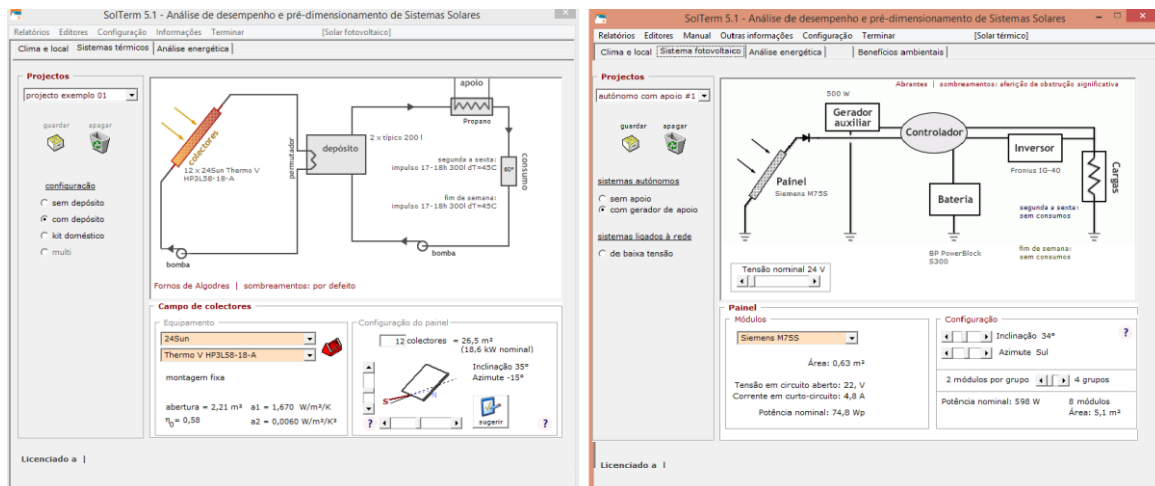 SolTerm 5.1 - Análise de desempenho e pré-dimensionamento de Sistemas Solares
Relatórios Editores Configuração Informações Terminar [Solar fotovoltaico]
Clima e local Sistemas térmicos Análise energética
Projectos
projecto exemplo 01
guardar apagar
configuração
sem depósito
com depósito
kit doméstico
multi
colectores
12 x 24Sun Thermo V
HP3L58-18-A
permutador
depósito
2 x típico 200 l
apoio
Propano
segunda a sexta:
impulso 17-18h 300l dT=45C
fim de semana:
impulso 17-18h 300l dT=45C
60°
consumo
bomba
bomba
Fornos de Algodres | sombreamentos: por defeito
Campo de colectores
Equipamento
24Sun
Thermo V HP3L58-18-A
montagem fixa
abertura = 2,21 m² a1 = 1,670 W/m²/K
η0 = 0,58 a2 = 0,0060 W/m²/K²
Configuração do painel
12 colectores = 26,5 m²
(18,6 kW nominal)
Inclinação 35°
Azimute -15°
S
N
sugerir
? ?
Licenciado a |
SolTerm 5.1 - Análise de desempenho e pré-dimensionamento de Sistemas Solares
Relatórios Editores Manual Outras informações Configuração Terminar [Solar térmico]
Clima e local Sistema fotovoltaico Análise energética Benefícios ambientais
Projectos
autónomo com apoio #1
guardar apagar
sistemas autónomos
sem apoio
com gerador de apoio
sistemas ligados à rede
de baixa tensão
Abrantes | sombreamentos: aferição de obstrução significativa
500 W
Gerador
auxiliar
Controlador
Inversor
Fronius IG-40
Cargas
Painel
Siemens M75S
Bateria
BP PowerBlock
S300
segunda a sexta:
sem consumos
fim de semana:
sem consumos
Tensão nominal 24 V
Painel
Módulos
Siemens M75S
Área: 0,63 m²
Tensão em circuito aberto: 22, V
Corrente em curto-circuito: 4,8 A
Potência nominal: 74,8 Wp
Configuração
Inclinação 34°
?
Azimute Sul
2 módulos por grupo 4 grupos
Potência nominal: 598 W 8 módulos
Área: 5,1 m²
Licenciado a |